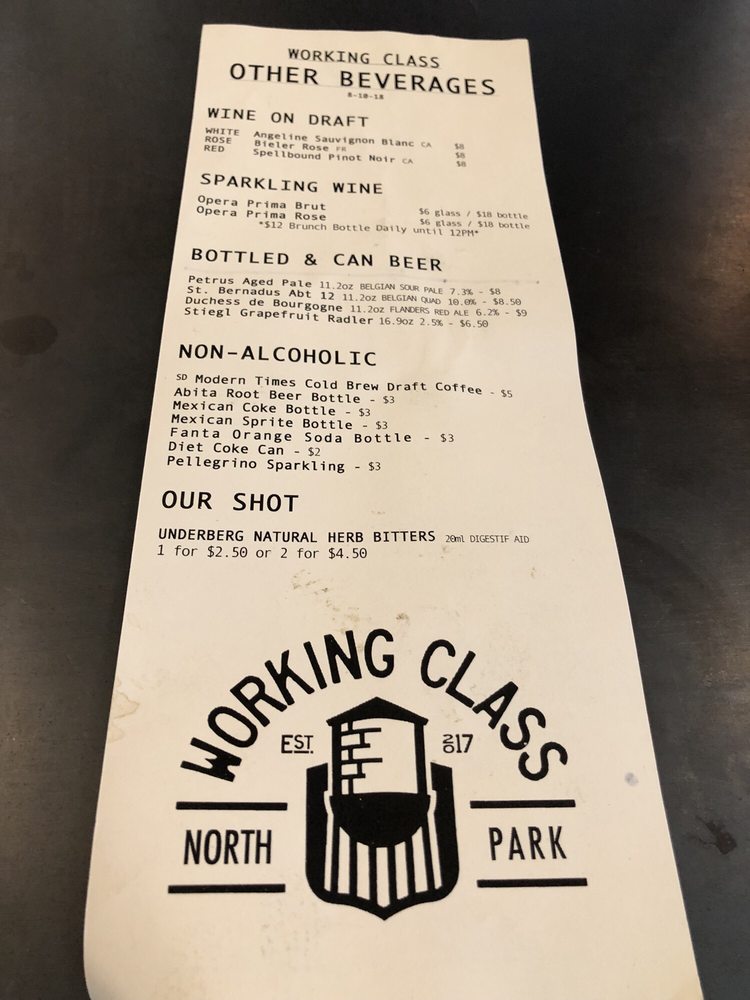 WORKING CLASS
OTHER BEVERAGES
8-10-18
WINE ON DRAFT
WHITE Angeline Sauvignon Blanc CA $8
ROSE Bieler Rose FR $8
RED Spellbound Pinot Noir CA $8
SPARKLING WINE
Opera Prima Brut $6 glass / $18 bottle
Opera Prima Rose $6 glass / $18 bottle
*$12 Brunch Bottle Daily until 12PM*
BOTTLED & CAN BEER
Petrus Aged Pale 11.2oz BELGIAN SOUR PALE 7.3% - $8
St. Bernadus Abt 12 11.2oz BELGIAN QUAD 10.0% - $8.50
Duchess de Bourgogne 11.2oz FLANDERS RED ALE 6.2% - $9
Stiegl Grapefruit Radler 16.9oz 2.5% - $6.50
NON-ALCOHOLIC
SD Modern Times Cold Brew Draft Coffee - $5
Abita Root Beer Bottle - $3
Mexican Coke Bottle - $3
Mexican Sprite Bottle - $3
Fanta Orange Soda Bottle - $3
Diet Coke Can - $2
Pellegrino Sparkling - $3
OUR SHOT
UNDERBERG NATURAL HERB BITTERS 20ml DIGESTIF AID
1 for $2.50 or 2 for $4.50
WORKING CLASS
EST. 2017
NORTH PARK